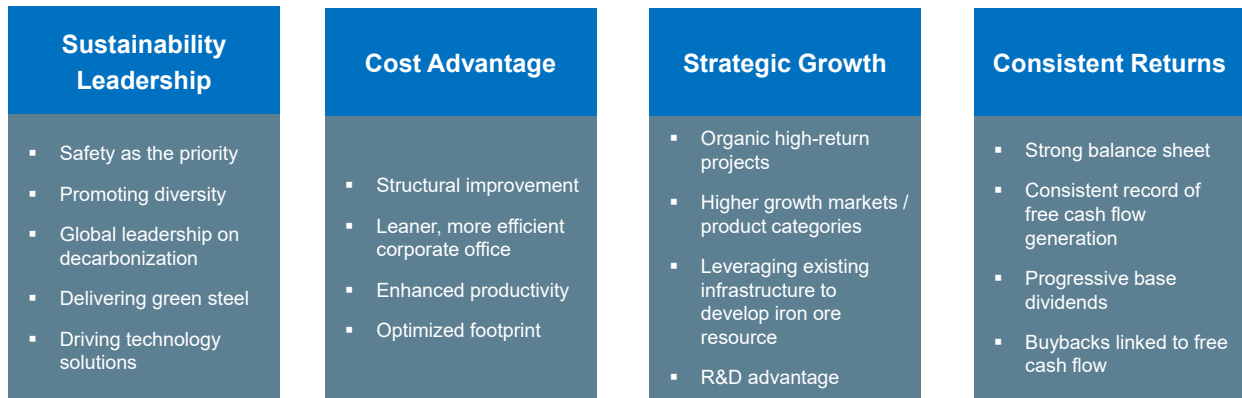 Sustainability
Leadership
▪ Safety as the priority
▪ Promoting diversity
▪ Global leadership on
decarbonization
▪ Delivering green steel
▪ Driving technology
solutions
Cost Advantage
▪ Structural improvement
▪ Leaner, more efficient
corporate office
▪ Enhanced productivity
▪ Optimized footprint
Strategic Growth
▪ Organic high-return
projects
▪ Higher growth markets /
product categories
▪ Leveraging existing
infrastructure to
develop iron ore
resource
▪ R&D advantage
Consistent Returns
▪ Strong balance sheet
▪ Consistent record of
free cash flow
generation
▪ Progressive base
dividends
▪ Buybacks linked to free
cash flow